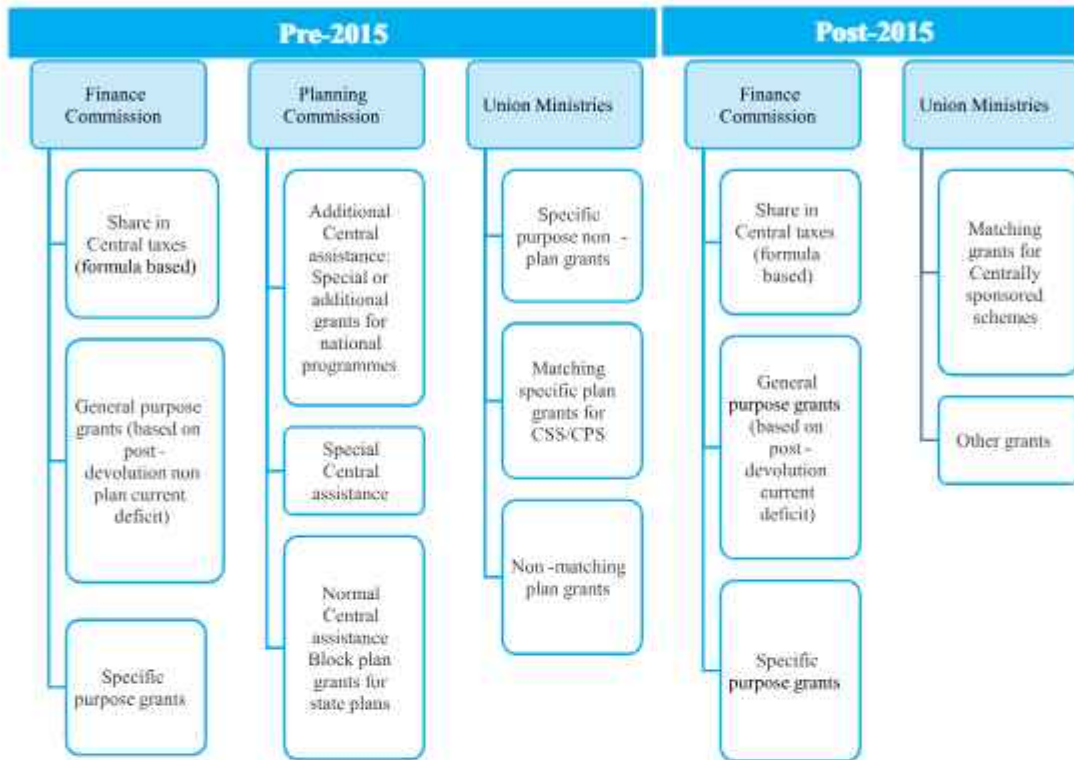 Pre-2015
Finance
Commission
Share in
Central taxes
(formula based)
General purpose
grants (based on
post -
devolution non
plan current
deficit)
Specific
purpose grants
Planning
Commission
Additional
Central
assistance:
Special or
additional
grants for
national
programmes
Special
Central
assistance
Normal
Central
assistance
Block plan
grants for
state plans
Union Ministries
Specific
purpose non -
plan grants
Matching
specific plan
grants for
CSS/CPS
Non -matching
plan grants
Post-2015
Finance
Commission
Share in
Central taxes
(formula
based)
General
purpose grants
(based on
post -
devolution
current
deficit)
Specific
purpose grants
Union Ministries
Matching
grants for
Centrally
sponsored
schemes
Other grants